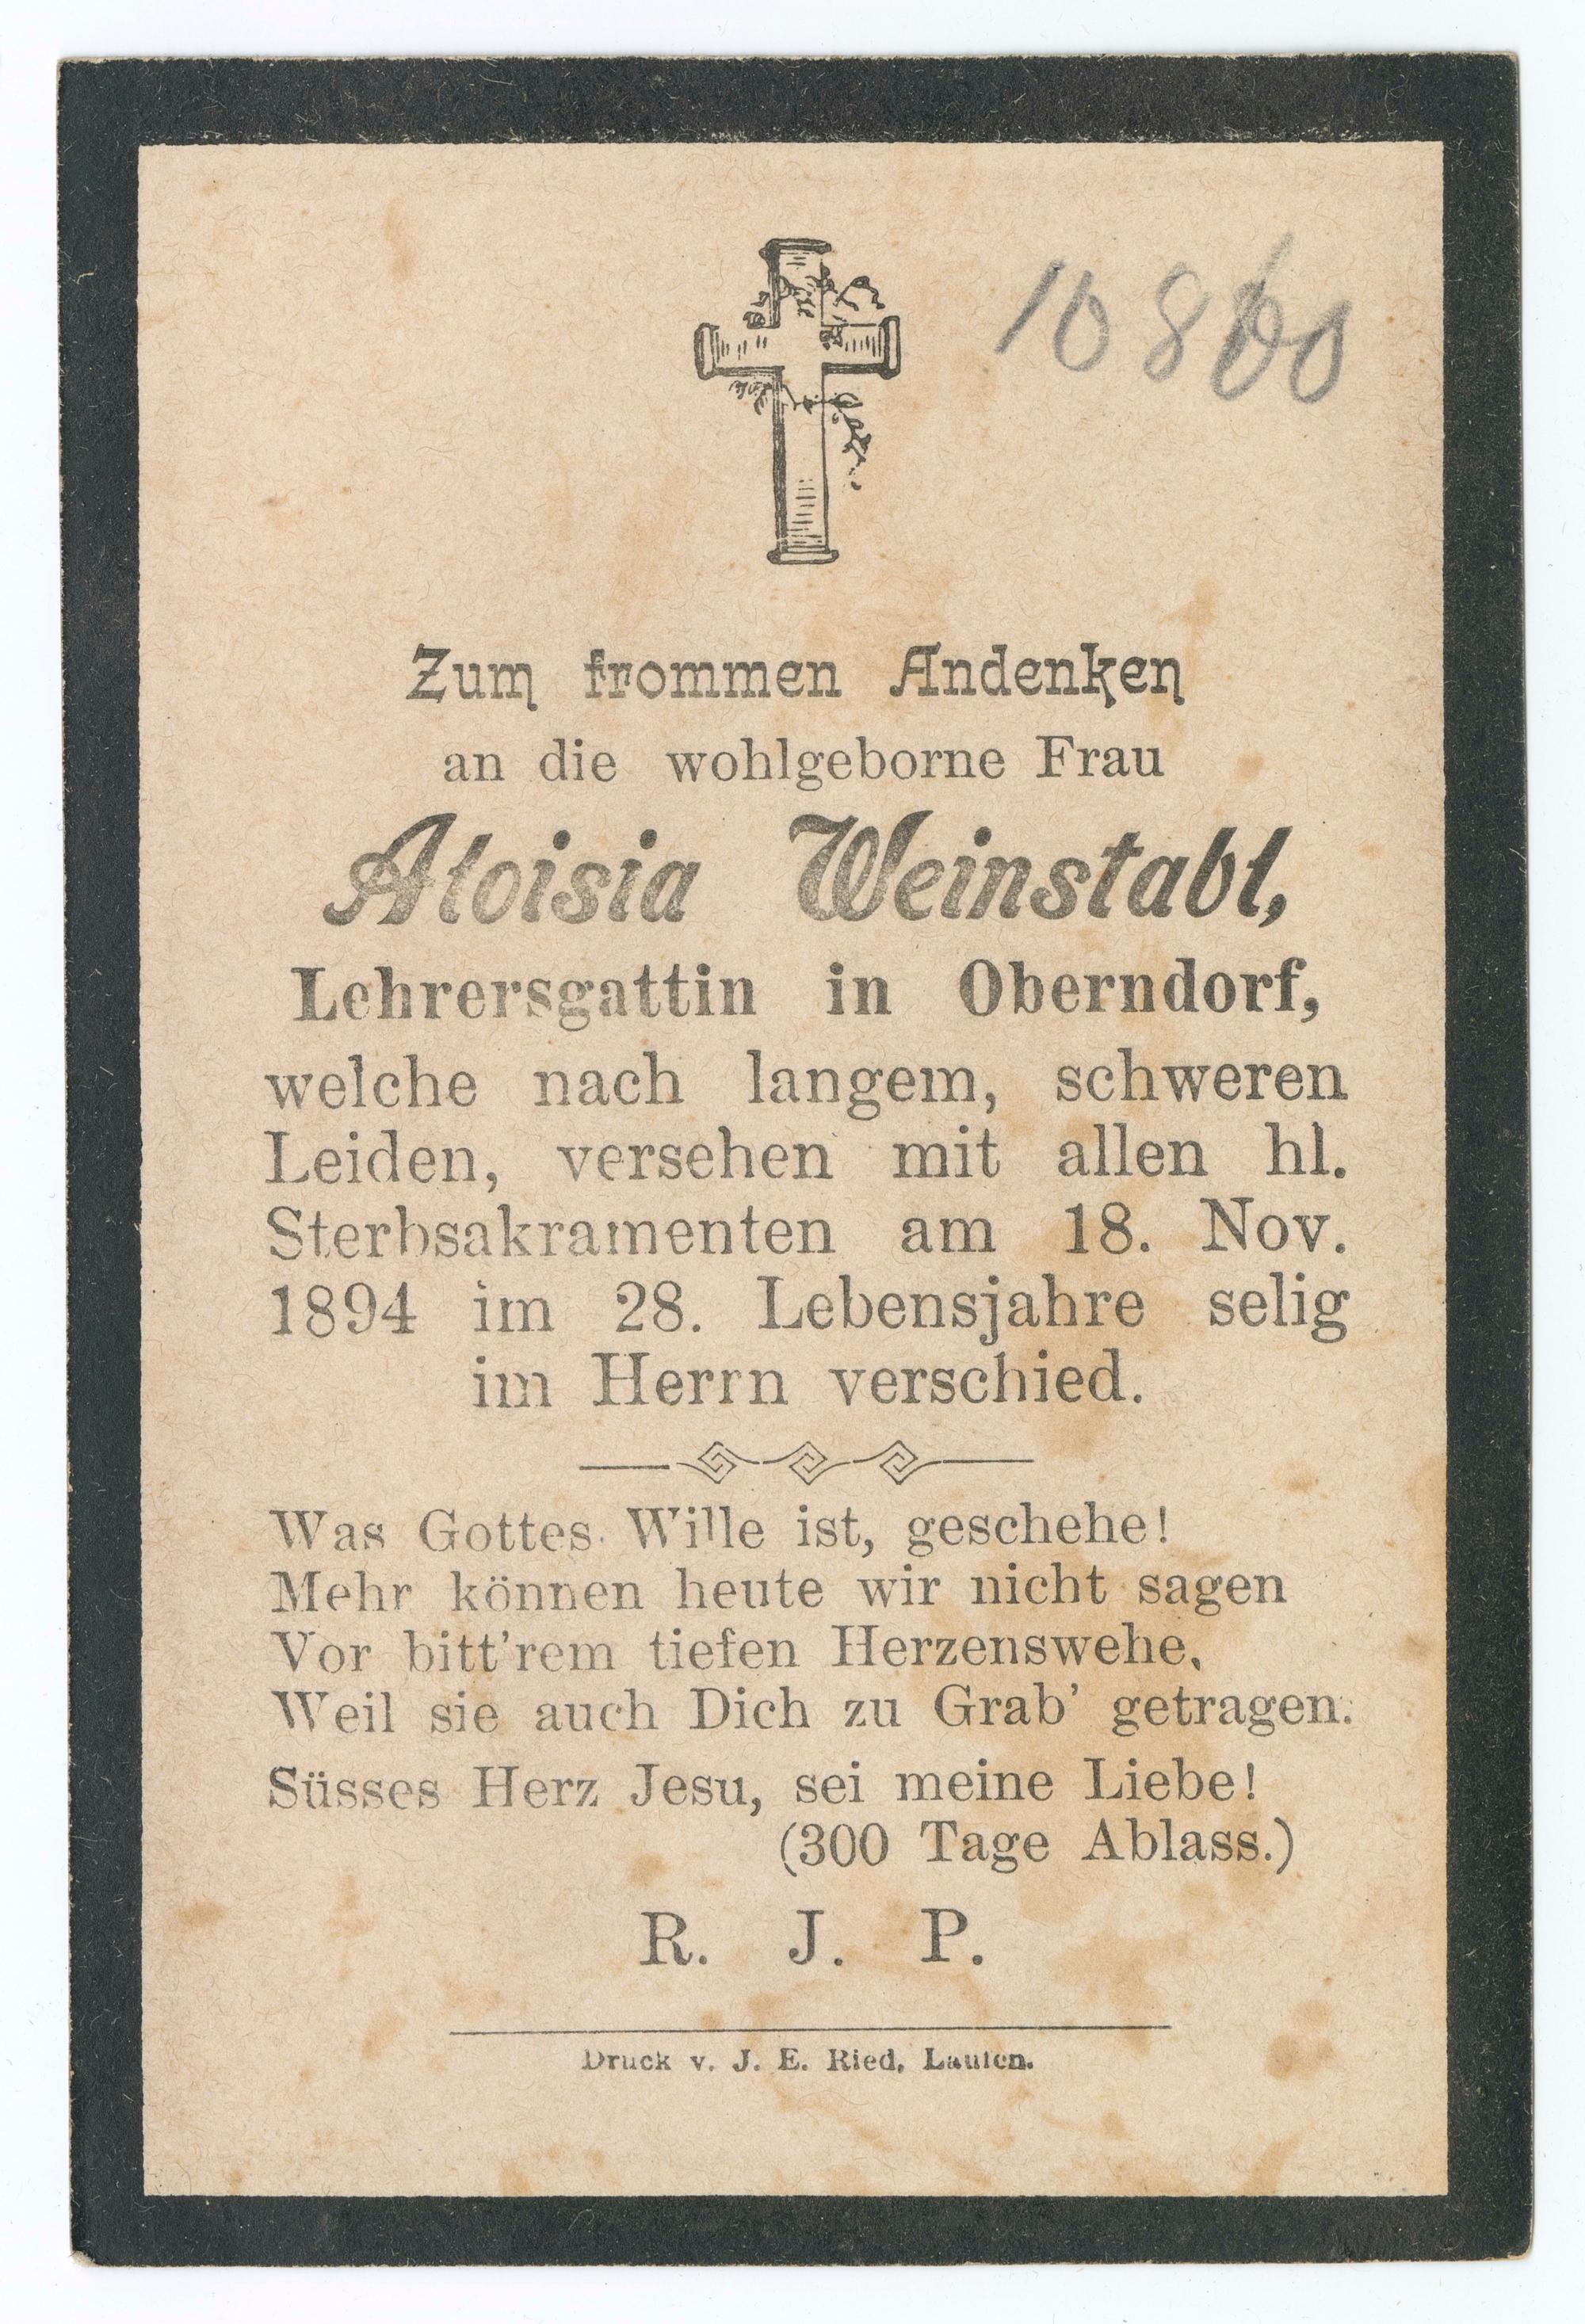 Zum frommen Andenken
an die wohlgeborne Frau
Aloisia Weinstabl,
Lehrersgattin in Oberndorf,
welche nach langem, schweren
Leiden, versehen mit allen hl.
Sterbsakramenten am 18. Nov.
1894 im 28. Lebensjahre selig
im Herrn verschied.
Was Gottes Wille ist, geschehe!
Mehr können heute wir nicht sagen
Vor bitt'rem tiefen Herzenswehe,
Weil sie auch Dich zu Grab' getragen.
Süsses Herz Jesu, sei meine Liebe!
(300 Tage Ablass.)
R. J. P.
Druck v. J. E. Ried, Laufen.